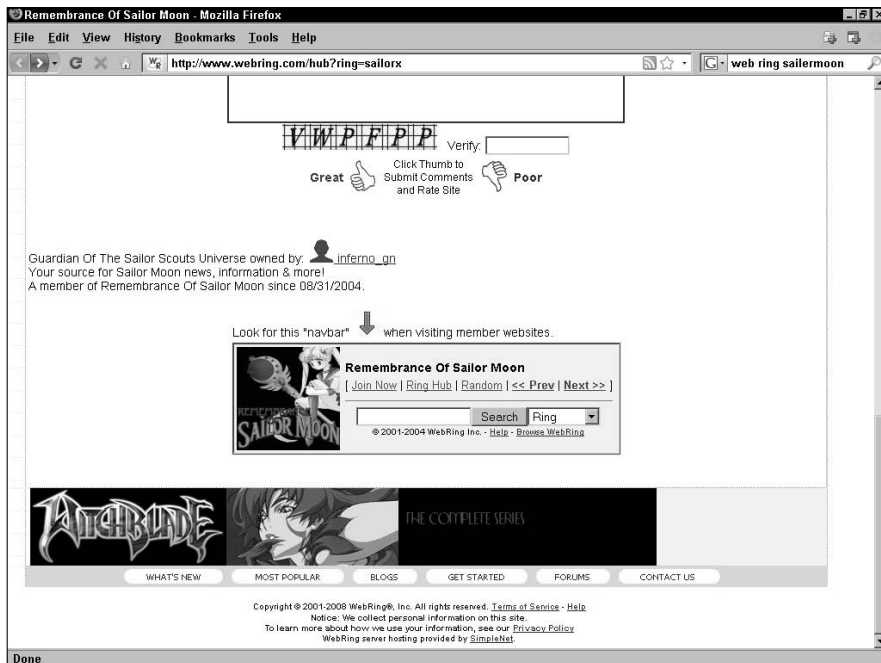 Remembrance Of Sailor Moon - Mozilla Firefox
File Edit View History Bookmarks Tools Help
http://www.webring.com/hub?ring=sailorx G web ring sailermoon
VWPFPP Verify:
Great Click Thumb to Submit Comments and Rate Site Poor
Guardian Of The Sailor Scouts Universe owned by: inferno_gn
Your source for Sailor Moon news, information & more!
A member of Remembrance Of Sailor Moon since 08/31/2004.
Look for this "navbar" when visiting member websites.
REMEMBRANCE OF
SAILOR MOON
Remembrance Of Sailor Moon
[ Join Now | Ring Hub | Random | << Prev | Next >> ]
Search Ring
© 2001-2004 WebRing Inc. - Help - Browse WebRing
WITCHBLADE THE COMPLETE SERIES
WHAT'S NEW MOST POPULAR BLOGS GET STARTED FORUMS CONTACT US
Copyright © 2001-2008 WebRing®, Inc. All rights reserved. Terms of Service - Help
Notice: We collect personal information on this site.
To learn more about how we use your information, see our Privacy Policy
WebRing server hosting provided by SimpleNet.
Done